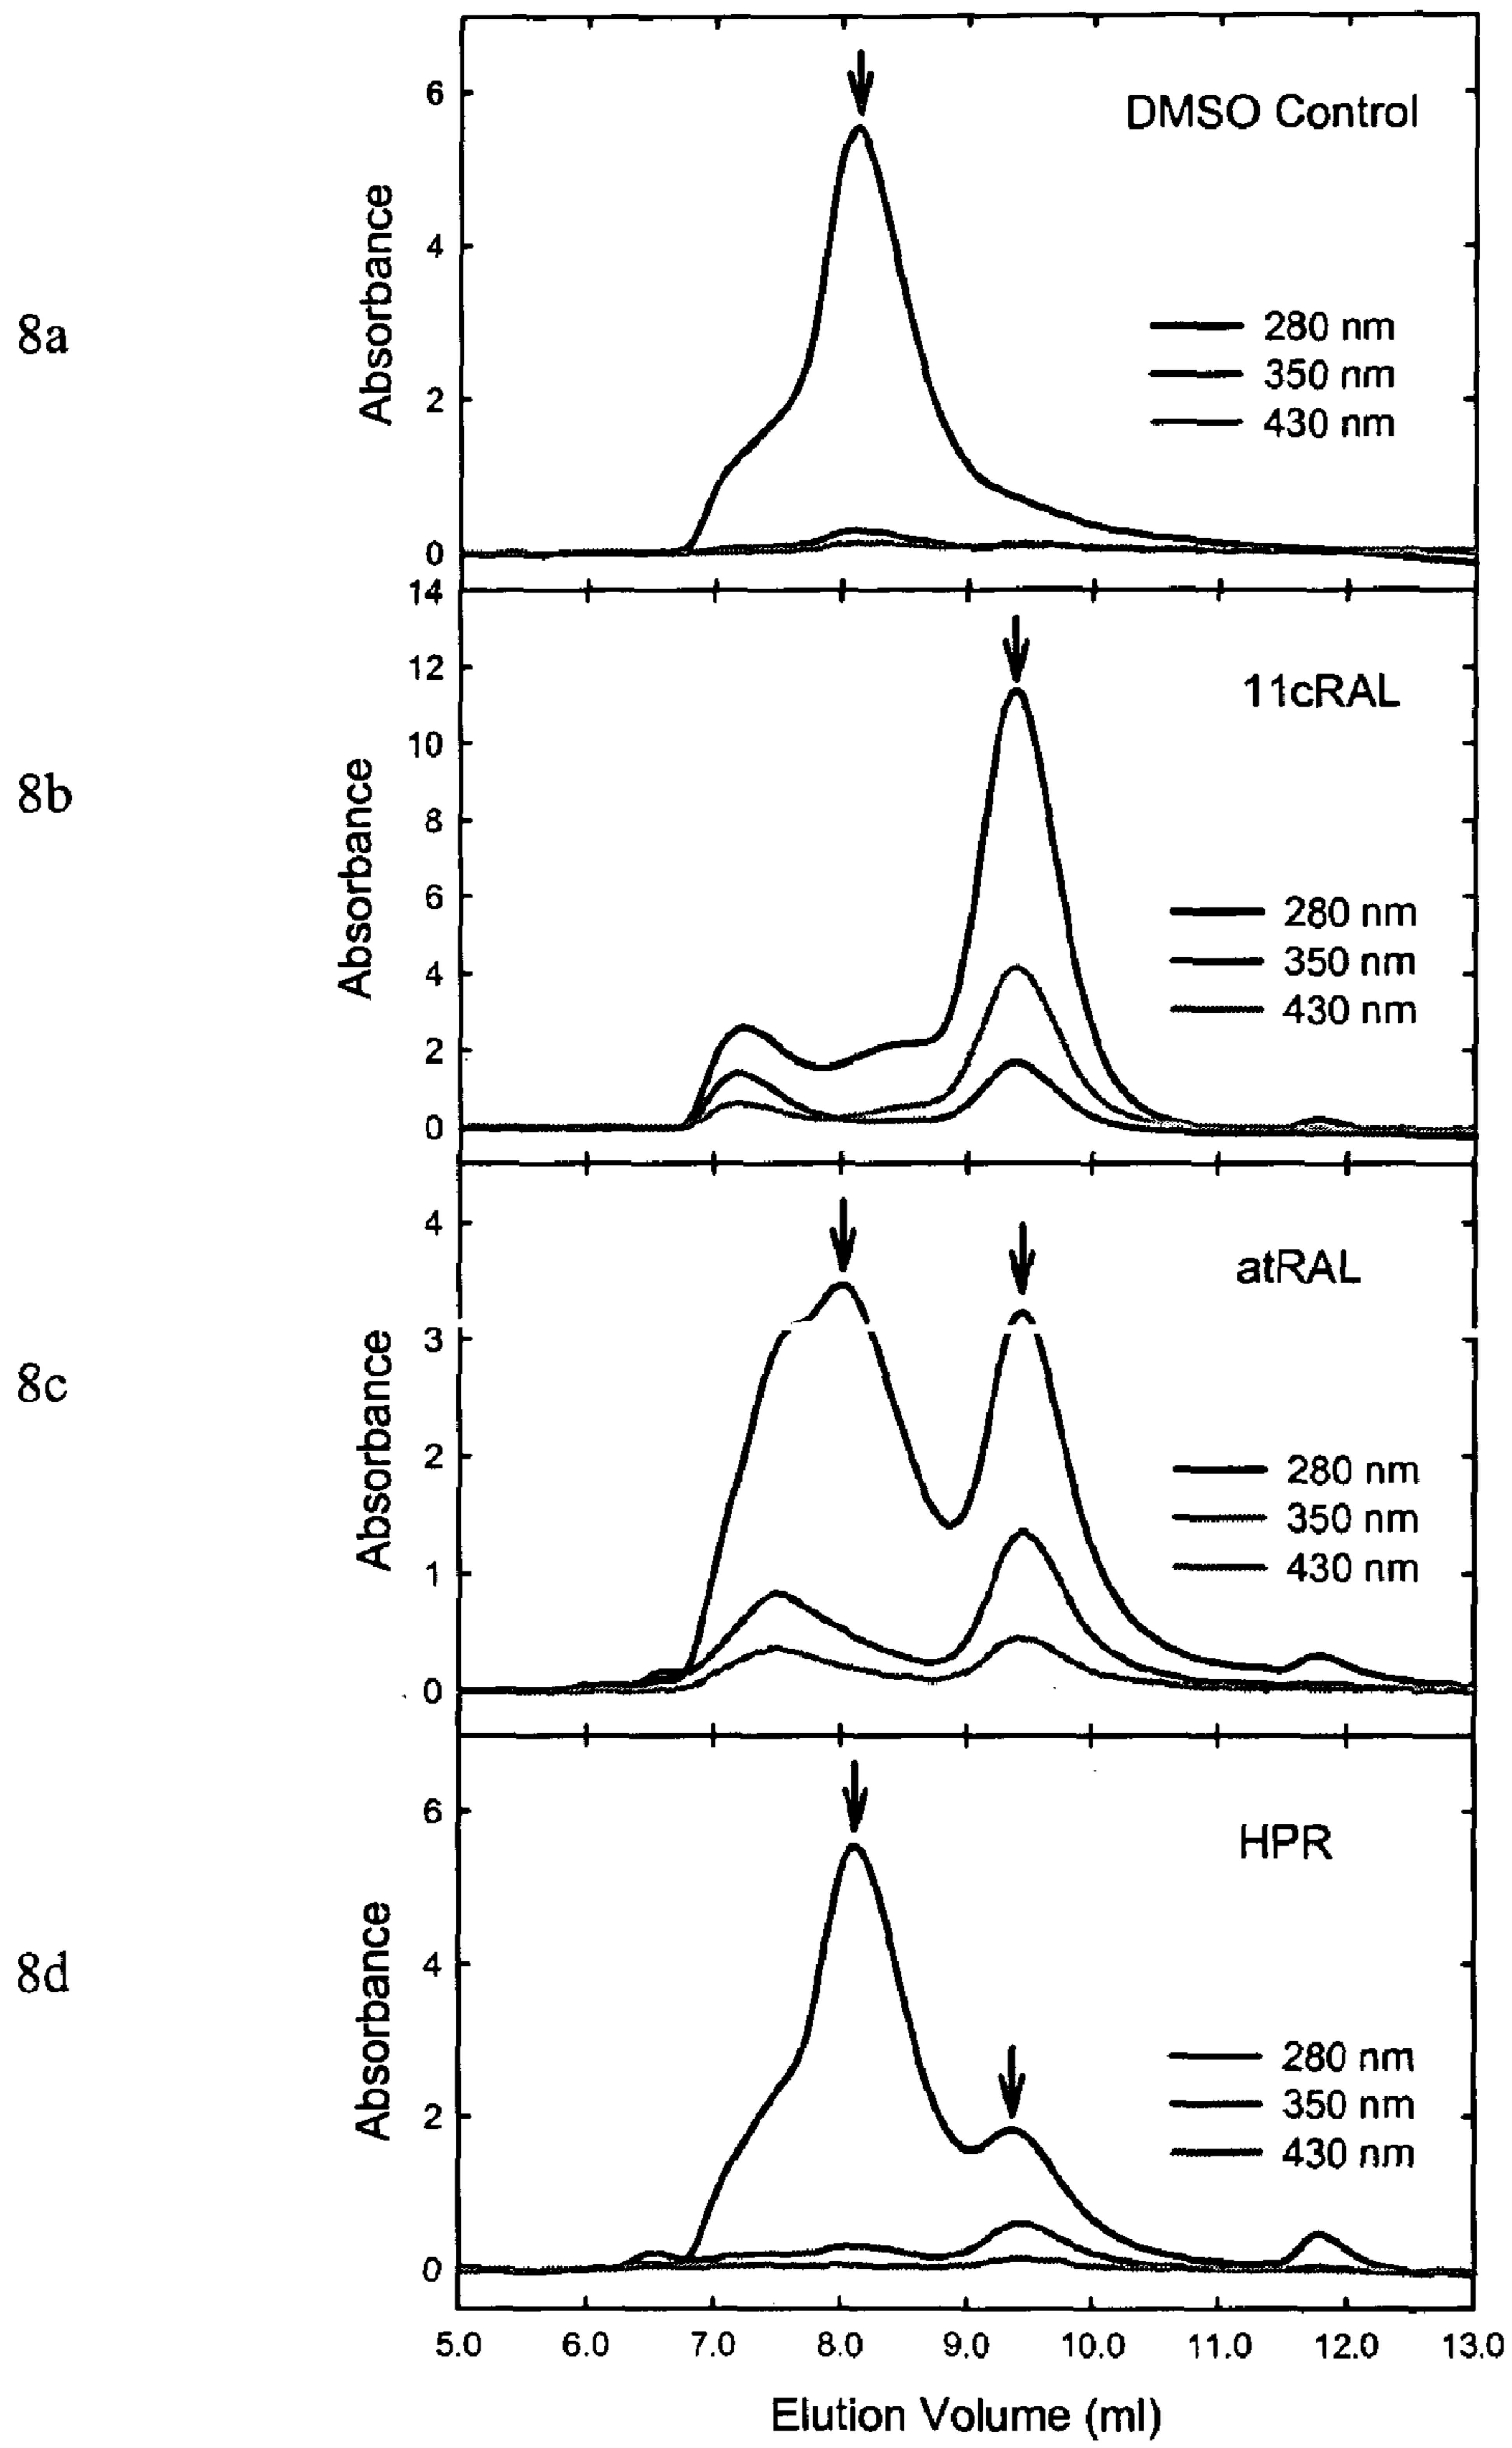 8a
Absorbance
6
4
2
0
DMSO Control
280 nm
350 nm
430 nm
8b
Absorbance
14
12
10
8
6
4
2
0
11cRAL
280 nm
350 nm
430 nm
8c
Absorbance
4
3
2
1
0
atRAL
280 nm
350 nm
430 nm
8d
Absorbance
6
4
2
0
HPR
280 nm
350 nm
430 nm
5.0 6.0 7.0 8.0 9.0 10.0 11.0 12.0 13.0
Elution Volume (ml)